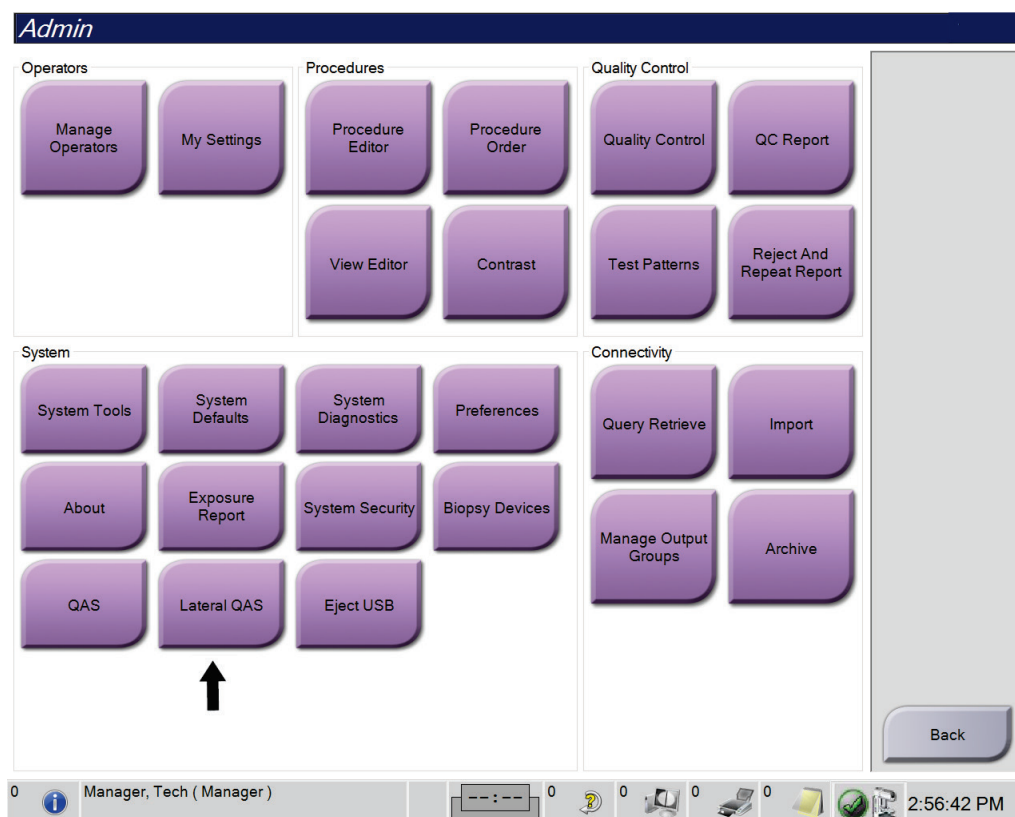 Admin
Operators
Manage
Operators
My Settings
Procedures
Procedure
Editor
Procedure
Order
View Editor
Contrast
Quality Control
Quality Control
QC Report
Test Patterns
Reject And
Repeat Report
System
System Tools
System
Defaults
System
Diagnostics
Preferences
About
Exposure
Report
System Security
Biopsy Devices
QAS
Lateral QAS
Eject USB
Connectivity
Query Retrieve
Import
Manage Output
Groups
Archive
Back
0
Manager, Tech ( Manager )
--:--
0
0
0
0
2:56:42 PM